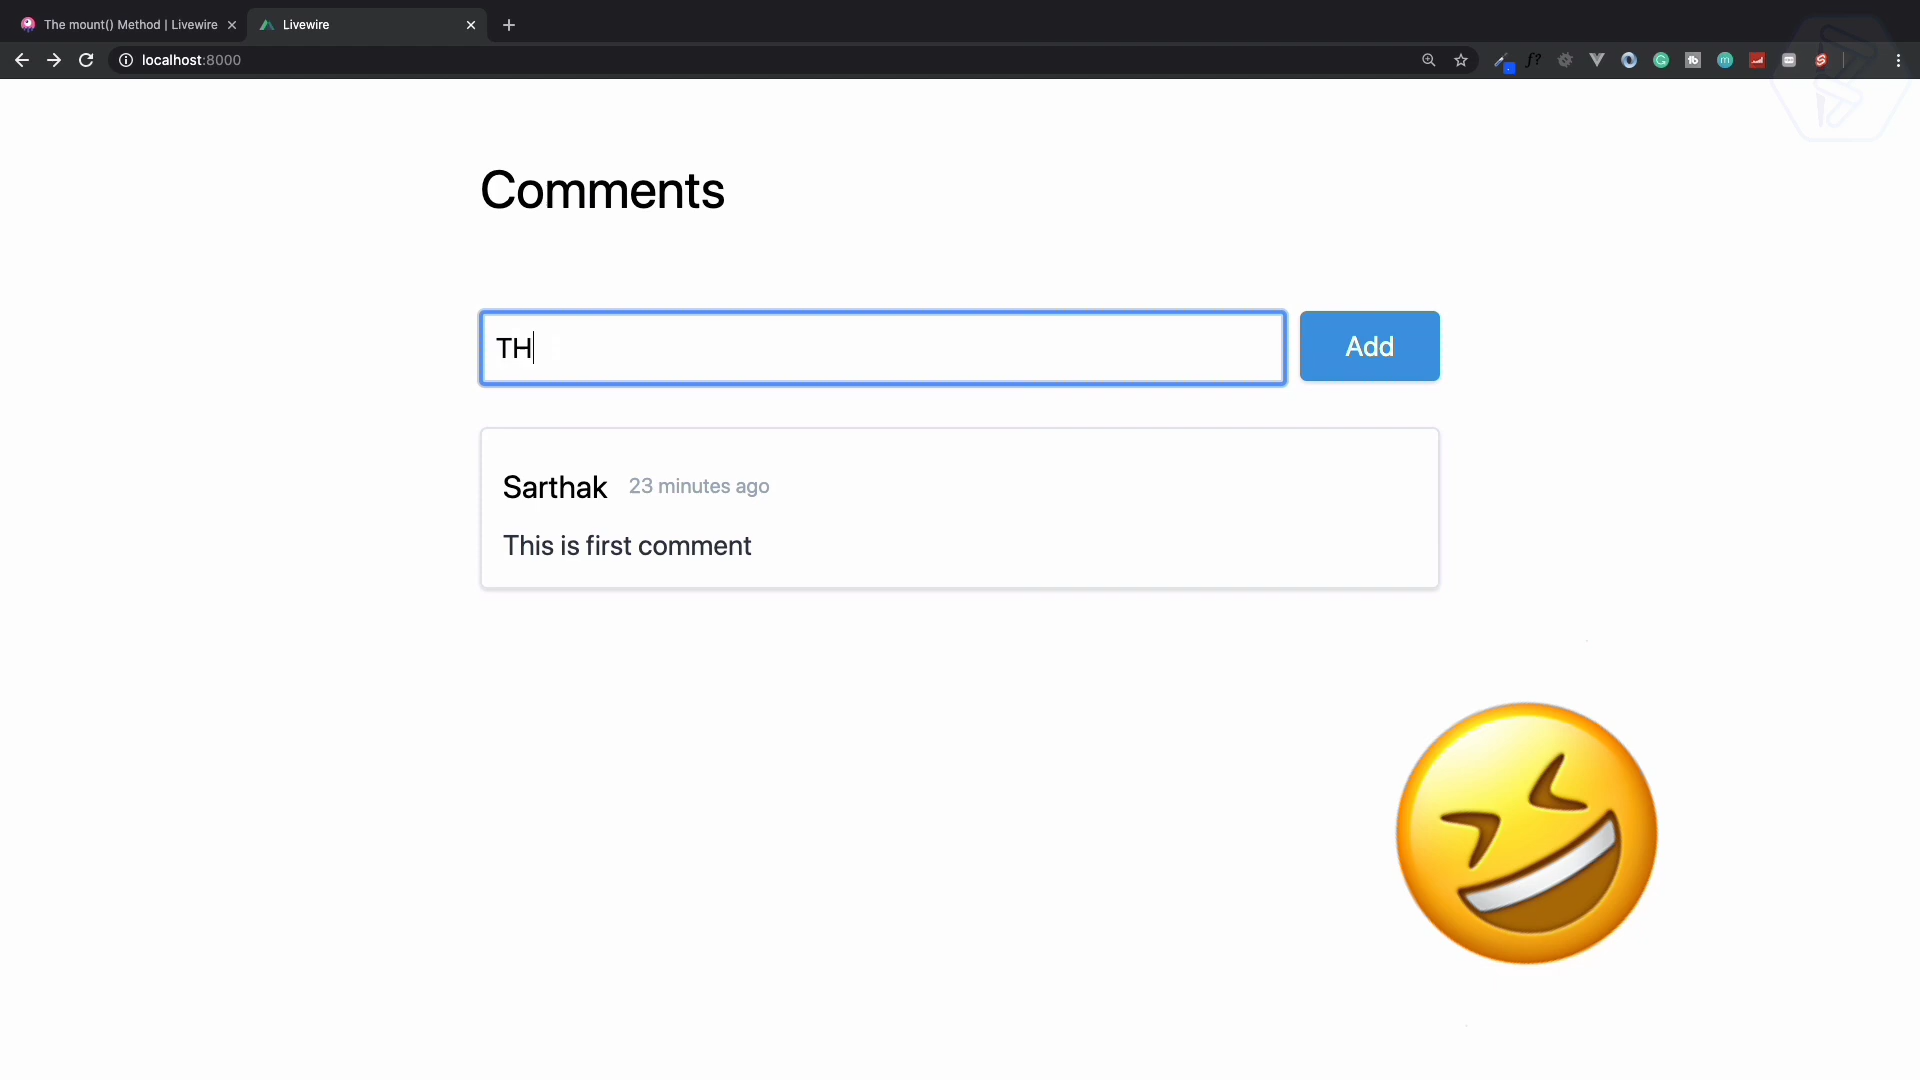 The mount() Method | Livewire
Livewire
localhost:8000
Comments
TH
Add
Sarthak 23 minutes ago
This is first comment